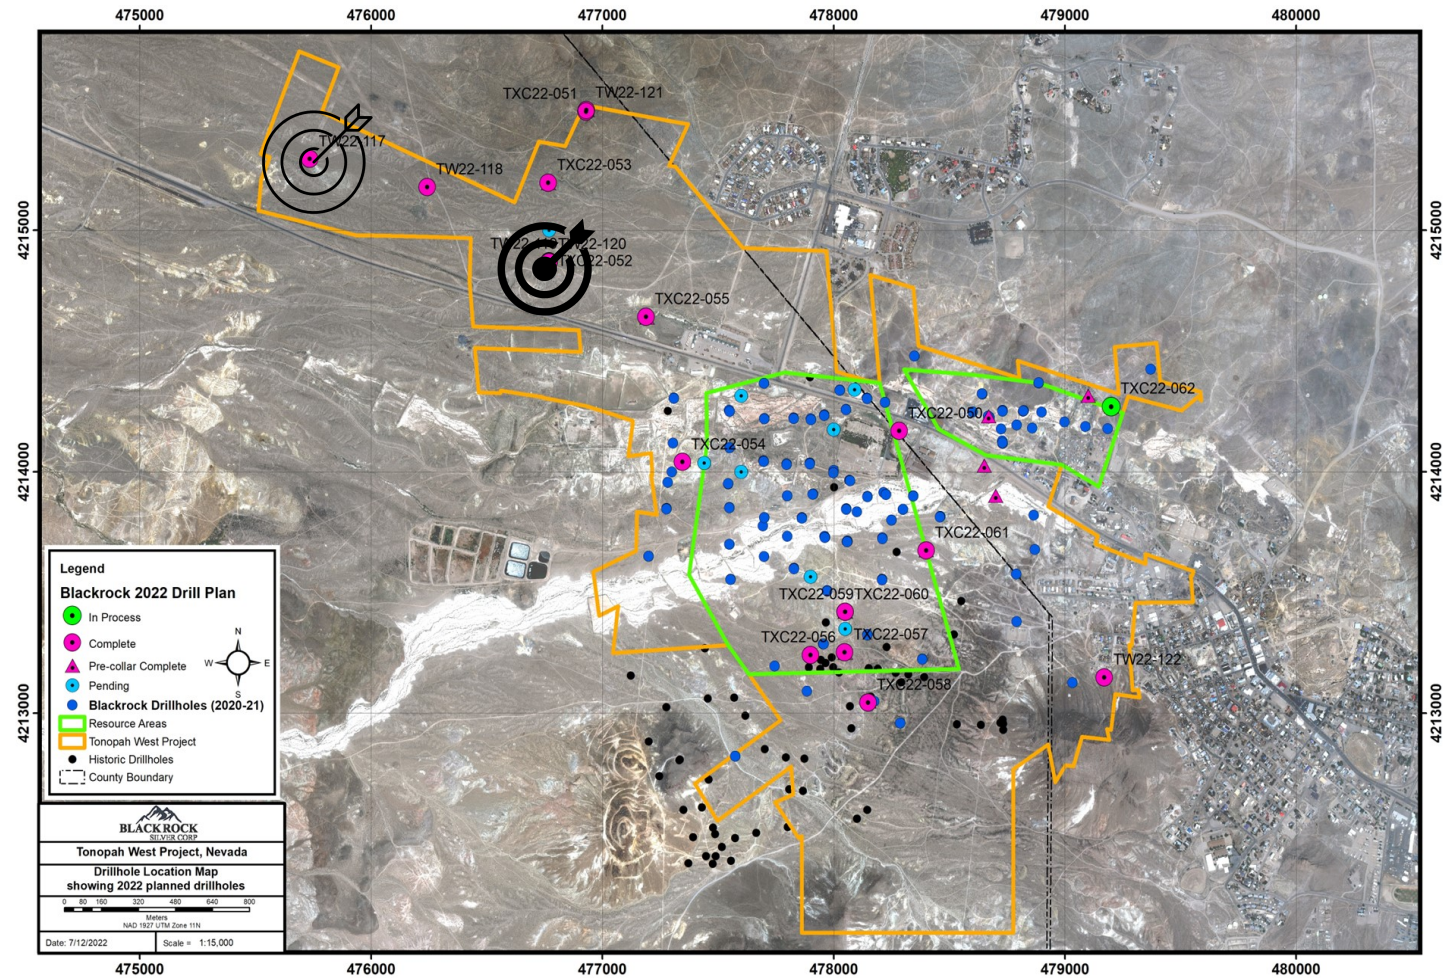 475000 476000 477000 478000 479000 480000
TXC22-051 TW22-121
TW22-117
TW22-118
TXC22-053
4215000 4215000
TW22-120
TXC22-052
TXC22-055
TXC22-062
TXC22-050
TXC22-054
4214000 4214000
TXC22-061
TXC22-059 TXC22-060
TXC22-056 TXC22-057
TW22-122
TXC22-058
4213000 4213000
Legend
Blackrock 2022 Drill Plan
In Process
Complete
Pre-collar Complete
Pending
Blackrock Drillholes (2020-21)
Resource Areas
Tonopah West Project
Historic Drillholes
County Boundary
N
W E
S
BLACKROCK
SILVER CORP
Tonopah West Project, Nevada
Drillhole Location Map
showing 2022 planned drillholes
0 80 160 320 480 640 800
Meters
NAD 1927 UTM Zone 11N
Date: 7/12/2022 Scale = 1:15,000
475000 476000 477000 478000 479000 480000